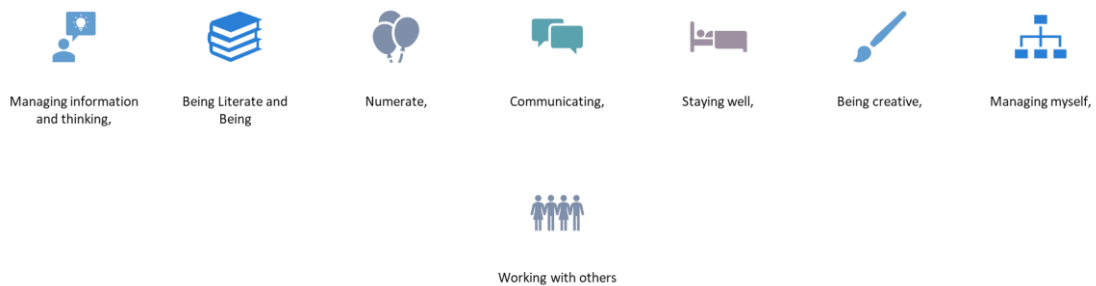 Managing information
and thinking,
Being Literate and
Being
Numerate,
Communicating,
Staying well,
Being creative,
Managing myself,
Working with others